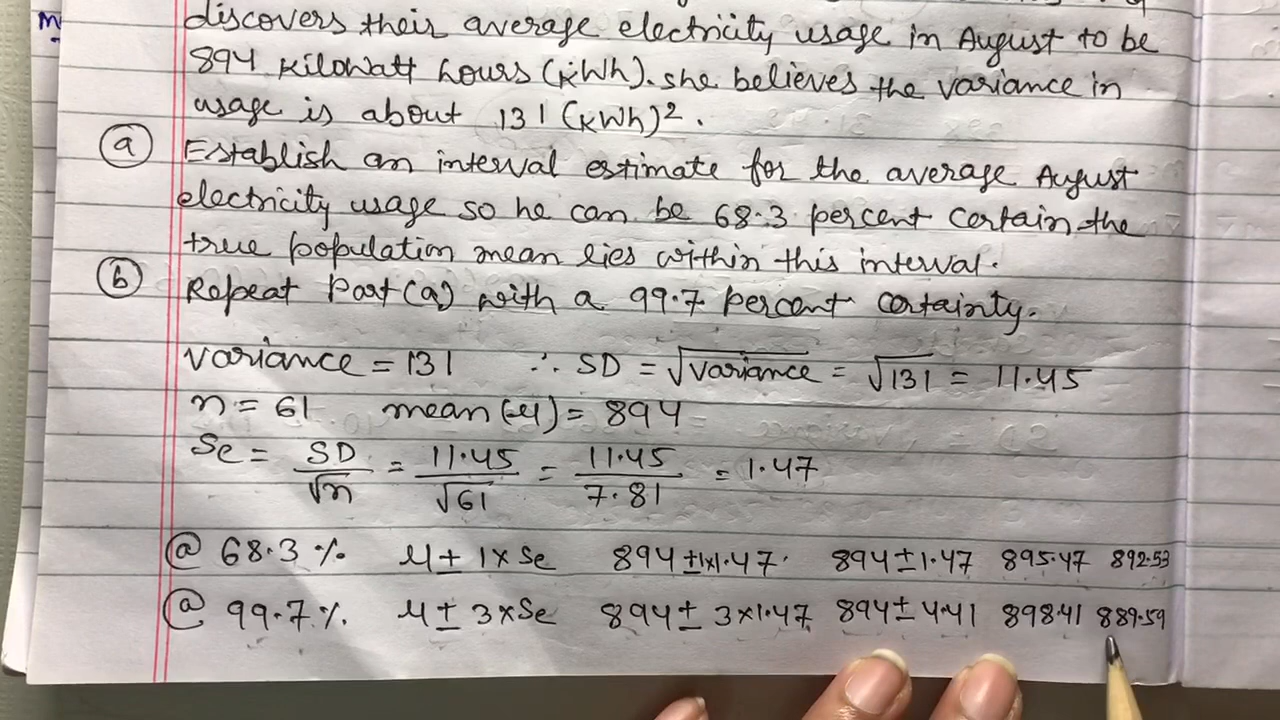 discovers their average electricity usage in August to be
894 Kilowatt hours (kWh). she believes the variance in
usage is about 131 (kWh)2.
(a) Establish an interval estimate for the average August
electricity usage so he can be 68.3 percent certain the
true population mean lies within this interval.
(b) Repeat Part (a) with a 99.7 percent certainty.
variance = 131 ∴ SD = √variance = √131 = 11.45
n = 61 mean (μ) = 894
Se = SD/√n = 11.45/√61 = 11.45/7.81 = 1.47
@ 68.3 % μ ± 1 x Se 894 ± 1x1.47 894 ± 1.47 895.47 892.53
@ 99.7 % μ ± 3 x Se 894 ± 3 x 1.47 894 ± 4.41 898.41 889.59